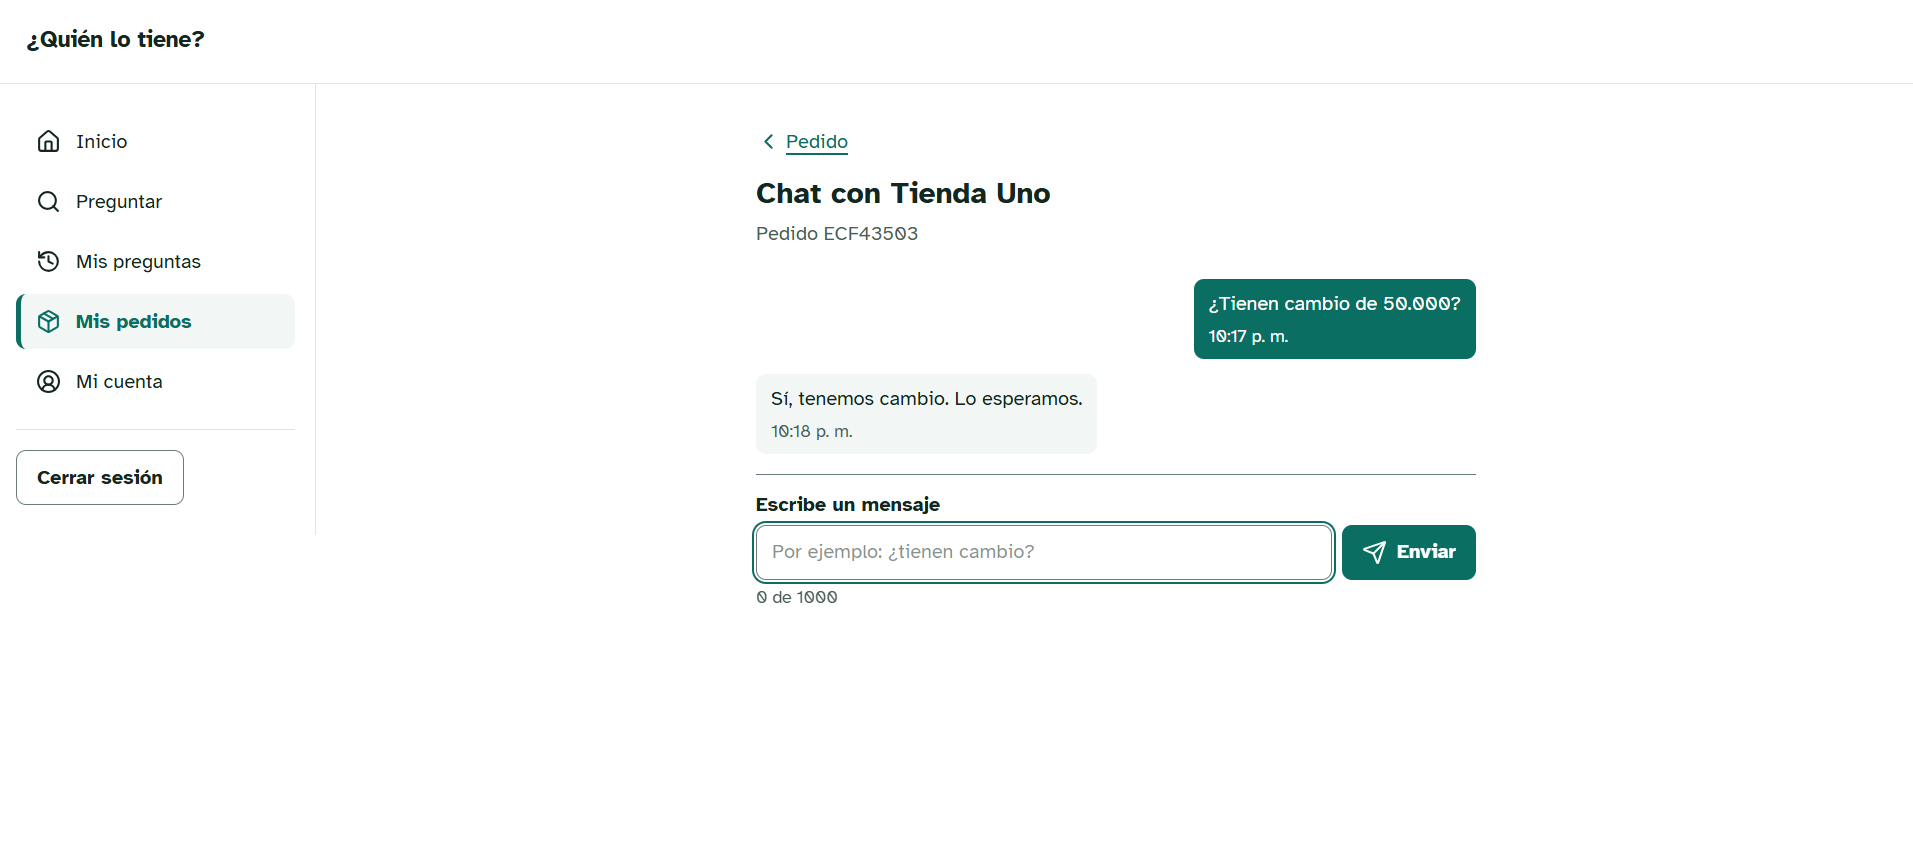 ¿Quién lo tiene?
Inicio
Preguntar
Mis preguntas
Mis pedidos
Mi cuenta
Cerrar sesión
Pedido
Chat con Tienda Uno
Pedido ECF43503
¿Tienen cambio de 50.000?
10:17 p. m.
Sí, tenemos cambio. Lo esperamos.
10:18 p. m.
Escribe un mensaje
Por ejemplo: ¿tienen cambio?
Enviar
0 de 1000